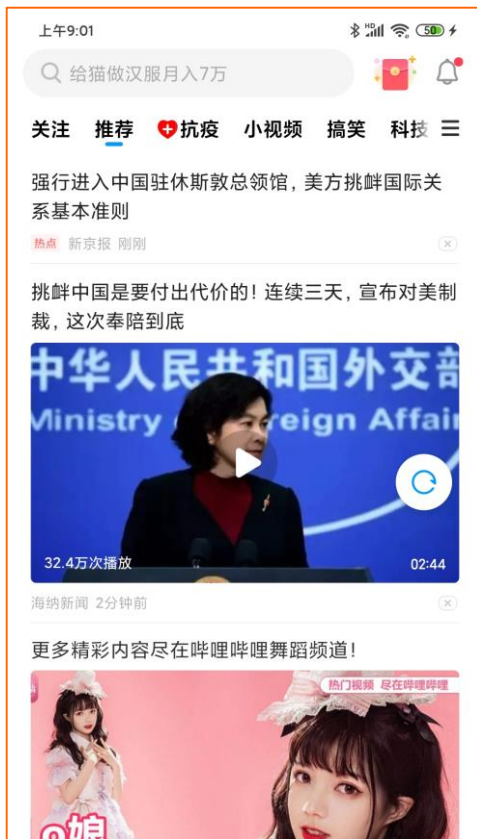 上午9:01
HD
50
给猫做汉服月入7万
关注 推荐 抗疫 小视频 搞笑 科技
强行进入中国驻休斯敦总领馆，美方挑衅国际关
系基本准则
热点 新京报 刚刚
挑衅中国是要付出代价的！连续三天，宣布对美制
裁，这次奉陪到底
中华人民共和国外交部
Ministry reign Affai
32.4万次播放
02:44
海纳新闻 2分钟前
更多精彩内容尽在哔哩哔哩舞蹈频道！
热门视频 尽在哔哩哔哩
娘